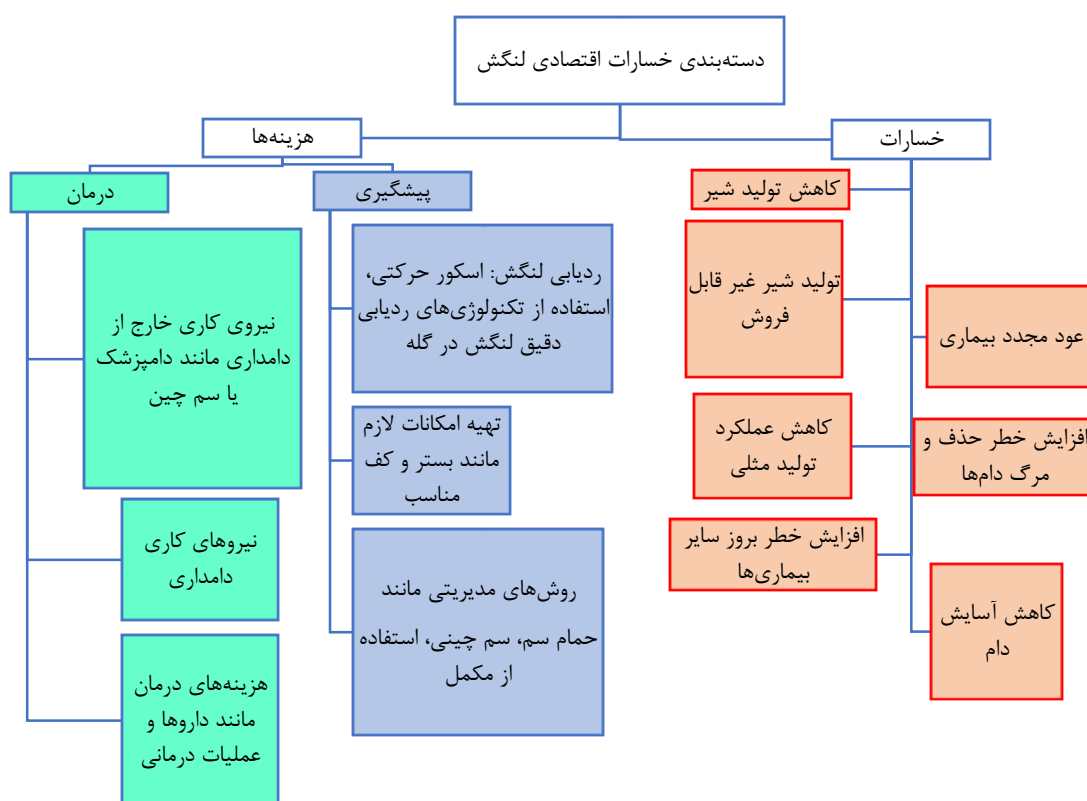 دسته‌بندی خسارات اقتصادی لنگش
خسارات
کاهش تولید شیر
تولید شیر غیر قابل
فروش
عود مجدد بیماری
کاهش عملکرد
تولید مثلی
افزایش خطر حذف و
مرگ دام‌ها
افزایش خطر بروز سایر
بیماری‌ها
کاهش آسایش
دام
هزینه‌ها
پیشگیری
ردیابی لنگش: اسکور حرکتی،
استفاده از تکنولوژی‌های ردیابی
دقیق لنگش در گله
تهیه امکانات لازم
مانند بستر و کف
مناسب
روش‌های مدیریتی مانند
حمام سم، سم چینی، استفاده
از مکمل
درمان
نیروی کاری خارج از
دامداری مانند دامپزشک
یا سم چین
نیروهای کاری
دامداری
هزینه‌های درمان
مانند داروها و
عملیات درمانی